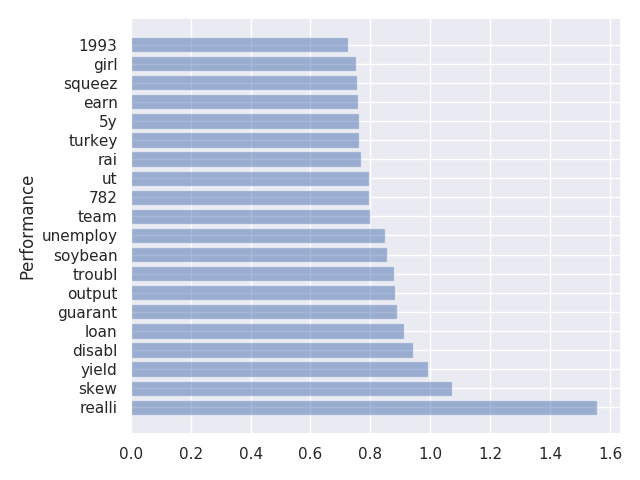 1993
girl
squeez
earn
5y
turkey
rai
ut
782
team
unemploy
soybean
troubl
output
guarant
loan
disabl
yield
skew
realli
Performance
0.0 0.2 0.4 0.6 0.8 1.0 1.2 1.4 1.6